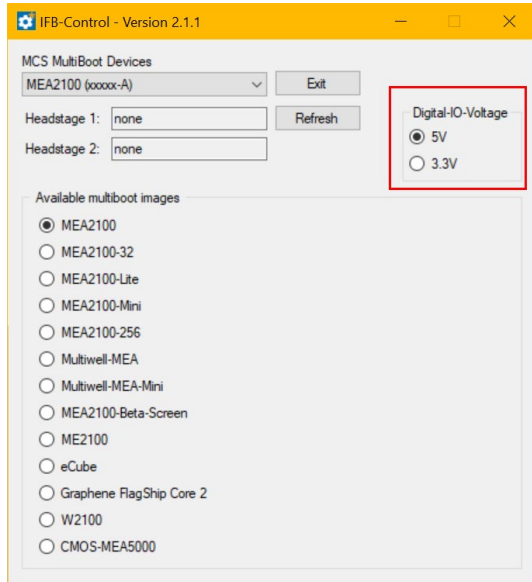 IFB-Control - Version 2.1.1
MCS MultiBoot Devices
MEA2100 (xxxxx-A)
Exit
Headstage 1: none
Refresh
Headstage 2: none
Digital-IO-Voltage
5V
3.3V
Available multiboot images
MEA2100
MEA2100-32
MEA2100-Lite
MEA2100-Mini
MEA2100-256
Multiwell-MEA
Multiwell-MEA-Mini
MEA2100-Beta-Screen
ME2100
eCube
Graphene FlagShip Core 2
W2100
CMOS-MEA5000